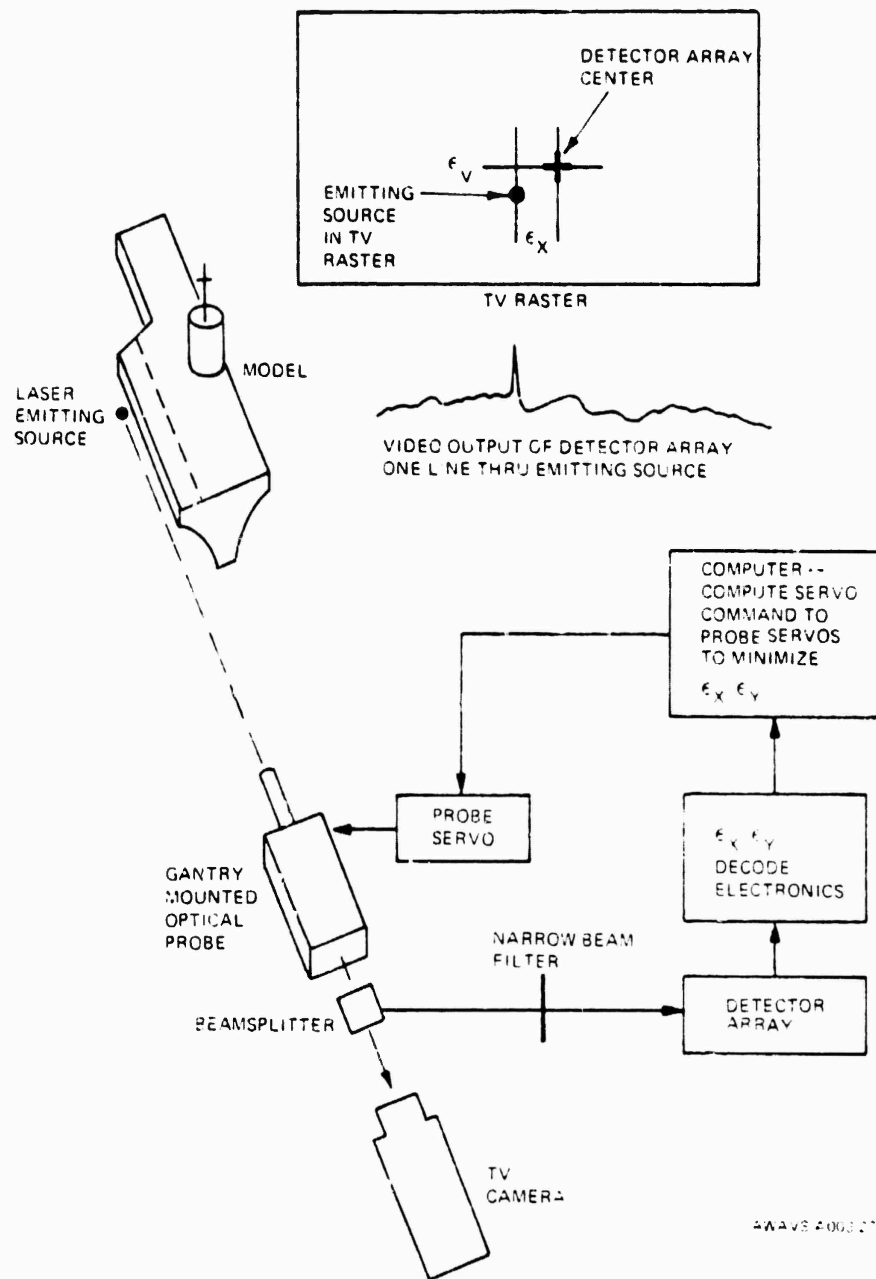 DETECTOR ARRAY
CENTER
ϵV
EMITTING
SOURCE
IN TV
RASTER
ϵX
TV RASTER
MODEL
LASER
EMITTING
SOURCE
VIDEO OUTPUT OF DETECTOR ARRAY
ONE LINE THRU EMITTING SOURCE
COMPUTER --
COMPUTE SERVO
COMMAND TO
PROBE SERVOS
TO MINIMIZE
ϵX ϵY
PROBE
SERVO
ϵX ϵY
DECODE
ELECTRONICS
GANTRY
MOUNTED
OPTICAL
PROBE
NARROW BEAM
FILTER
BEAMSPLITTER
DETECTOR
ARRAY
TV
CAMERA